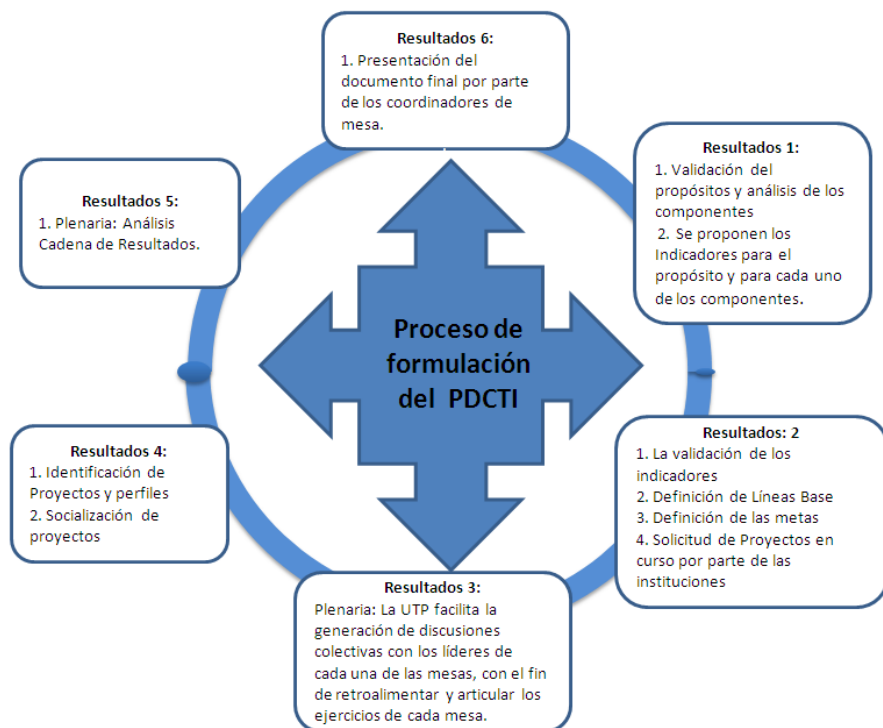 Resultados 6:
1. Presentación del
documento final por parte
de los coordinadores de
mesa.
Resultados 1:
1. Validación del
propósitos y análisis de los
componentes
2. Se proponen los
Indicadores para el
propósito y para cada uno
de los componentes.
Resultados 5:
1. Plenaria: Análisis
Cadena de Resultados.
Proceso de
formulación
del PDCTI
Resultados: 2
1. La validación de los
indicadores
2. Definición de Líneas Base
3. Definición de las metas
4. Solicitud de Proyectos en
curso por parte de las
instituciones
Resultados 4:
1. Identificación de
Proyectos y perfiles
2. Socialización de
proyectos
Resultados 3:
Plenaria: La UTP facilita la
generación de discusiones
colectivas con los líderes de
cada una de las mesas, con el fin
de retroalimentar y articular los
ejercicios de cada mesa.